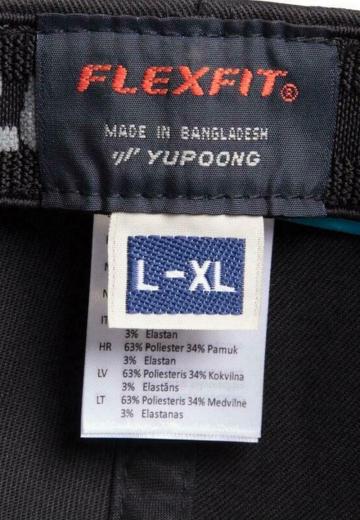 FLEXFIT®
MADE IN BANGLADESH
YUPOONG
L-XL
3% Elastan
HR 63% Poliester 34% Pamuk
3% Elastan
LV 63% Poliesteris 34% Kokvilna
3% Elastāns
LT 63% Poliesteris 34% Medvilnė
3% Elastanas